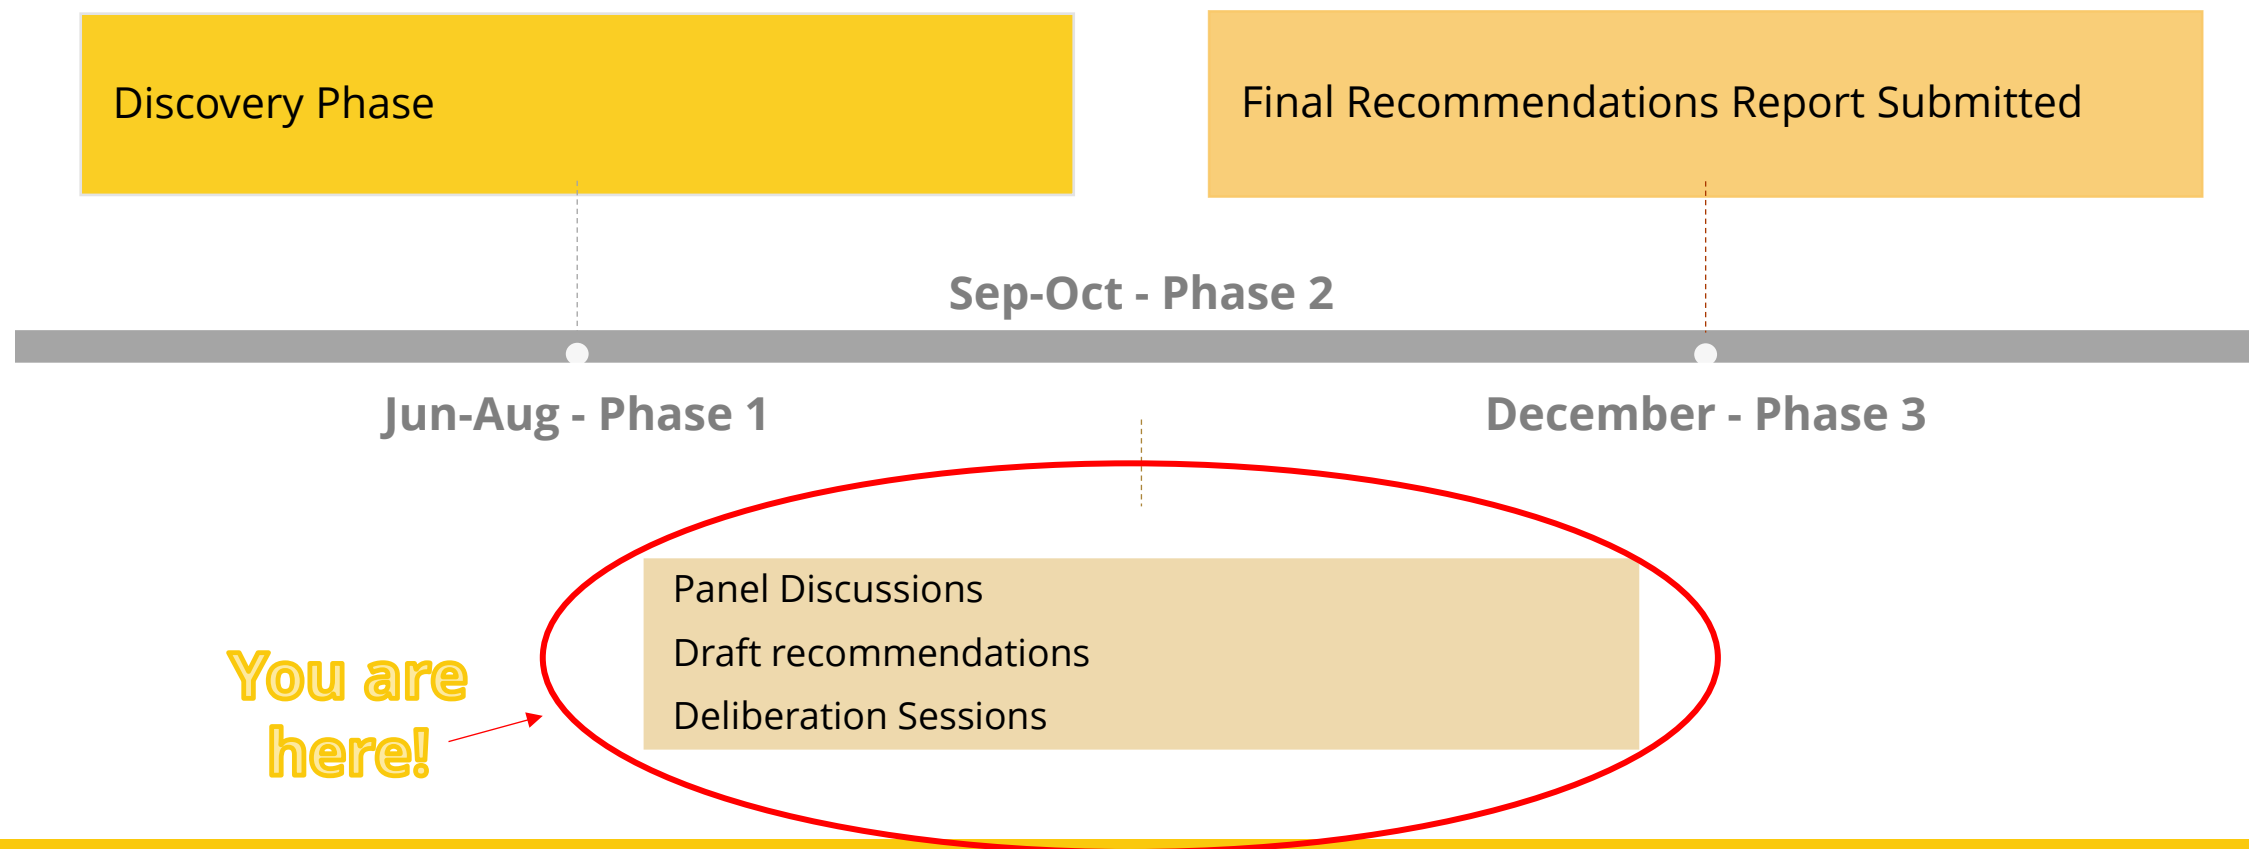 Discovery Phase
Final Recommendations Report Submitted
Sep-Oct - Phase 2
Jun-Aug - Phase 1
December - Phase 3
Panel Discussions
Draft recommendations
Deliberation Sessions
You are
here!